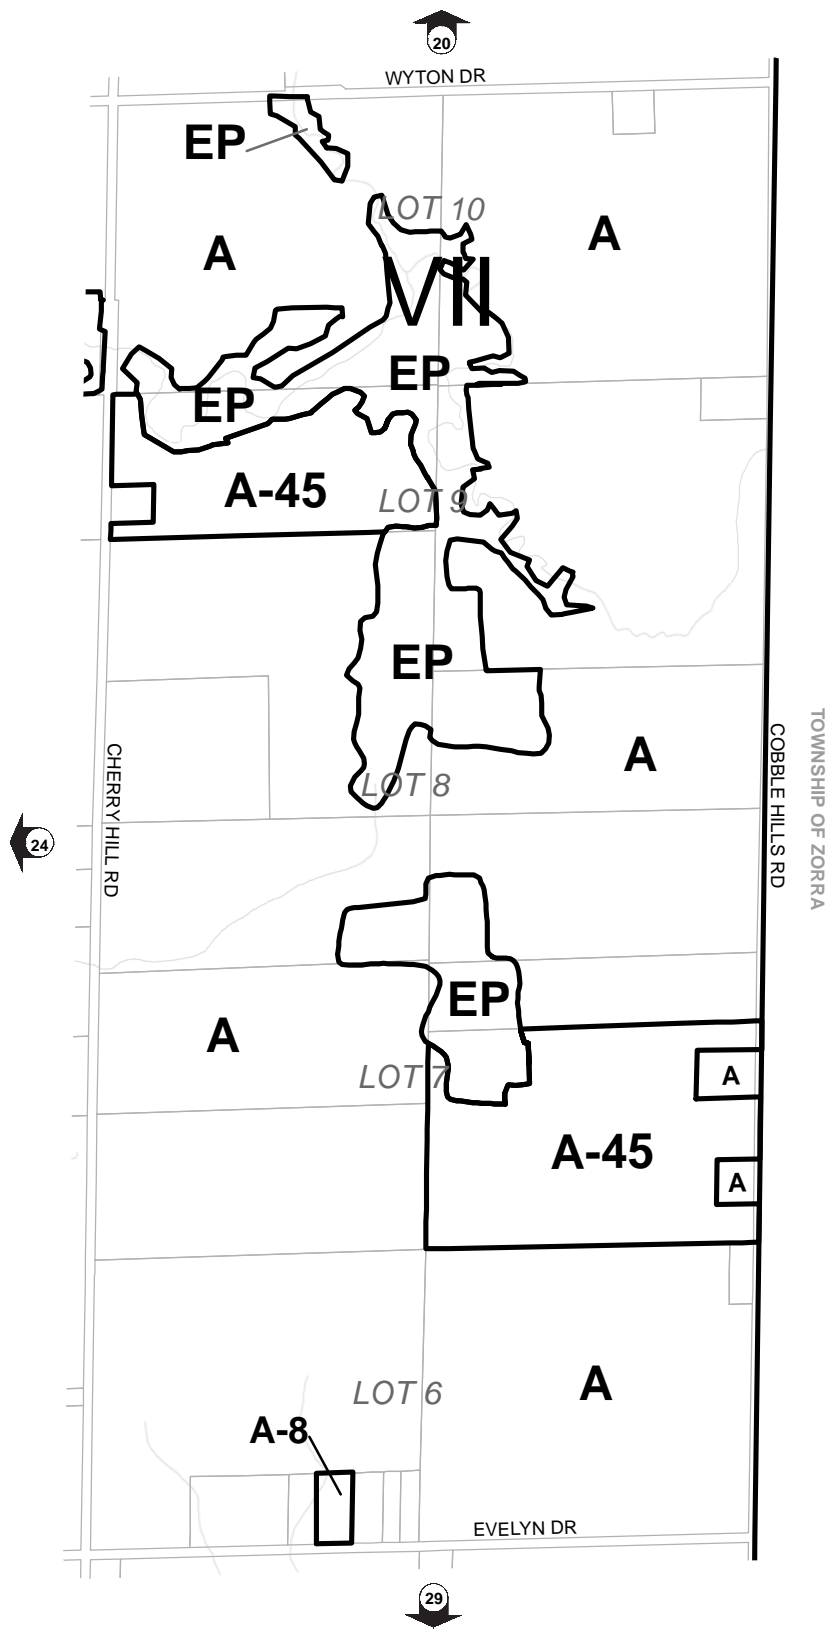 20
WYTON DR
EP
LOT 10
A
A
VII
EP
EP
A-45
LOT 9
EP
A
LOT 8
CHERRY HILL RD
COBBLE HILLS RD
TOWNSHIP OF ZORRA
24
EP
A
LOT 7
A
A-45
A
LOT 6
A
A-8
EVELYN DR
29